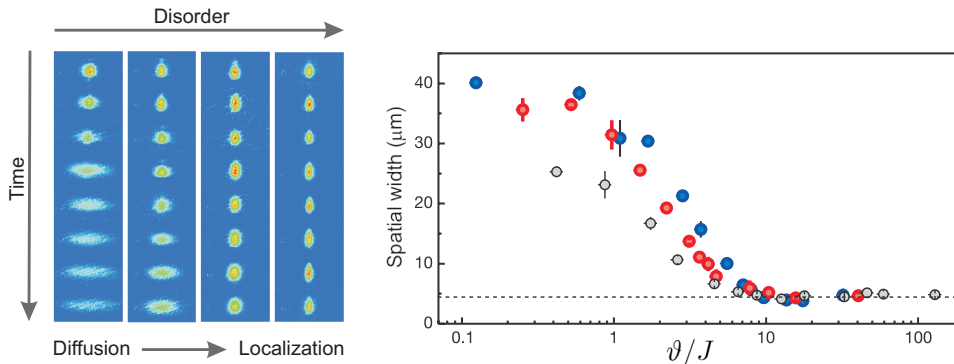 Disorder
Time
Diffusion
Localization
Spatial width (μm)
40
30
20
10
0
0.1
1
10
100
ϑ/J